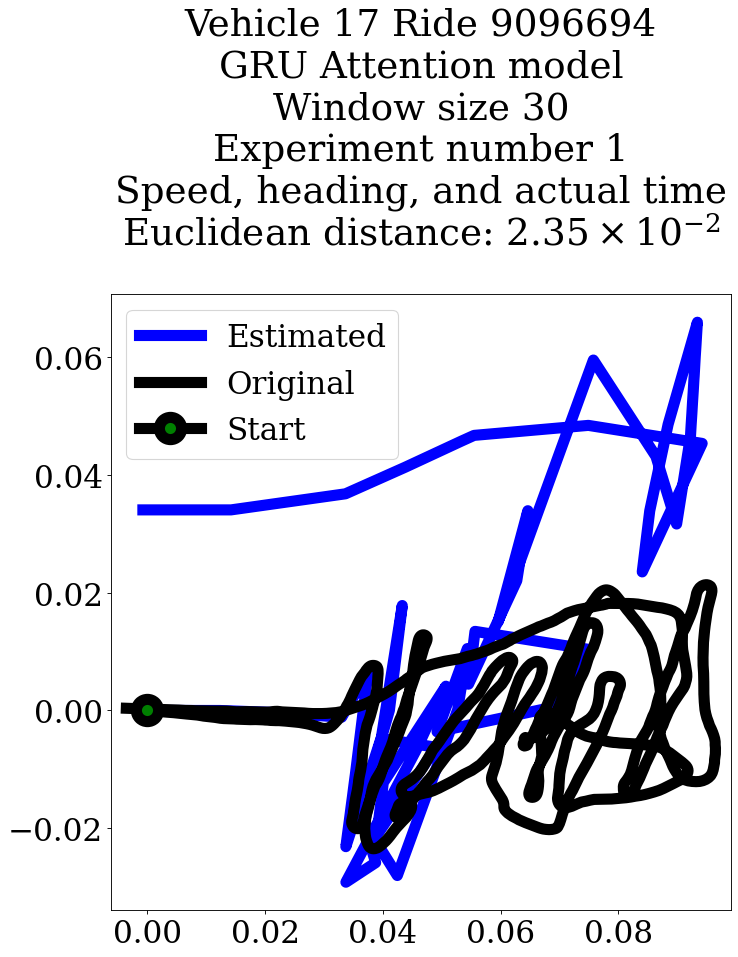 Vehicle 17 Ride 9096694
GRU Attention model
Window size 30
Experiment number 1
Speed, heading, and actual time
Euclidean distance: 2.35 × 10⁻²
Estimated
Original
Start
0.06
0.04
0.02
0.00
−0.02
0.00 0.02 0.04 0.06 0.08